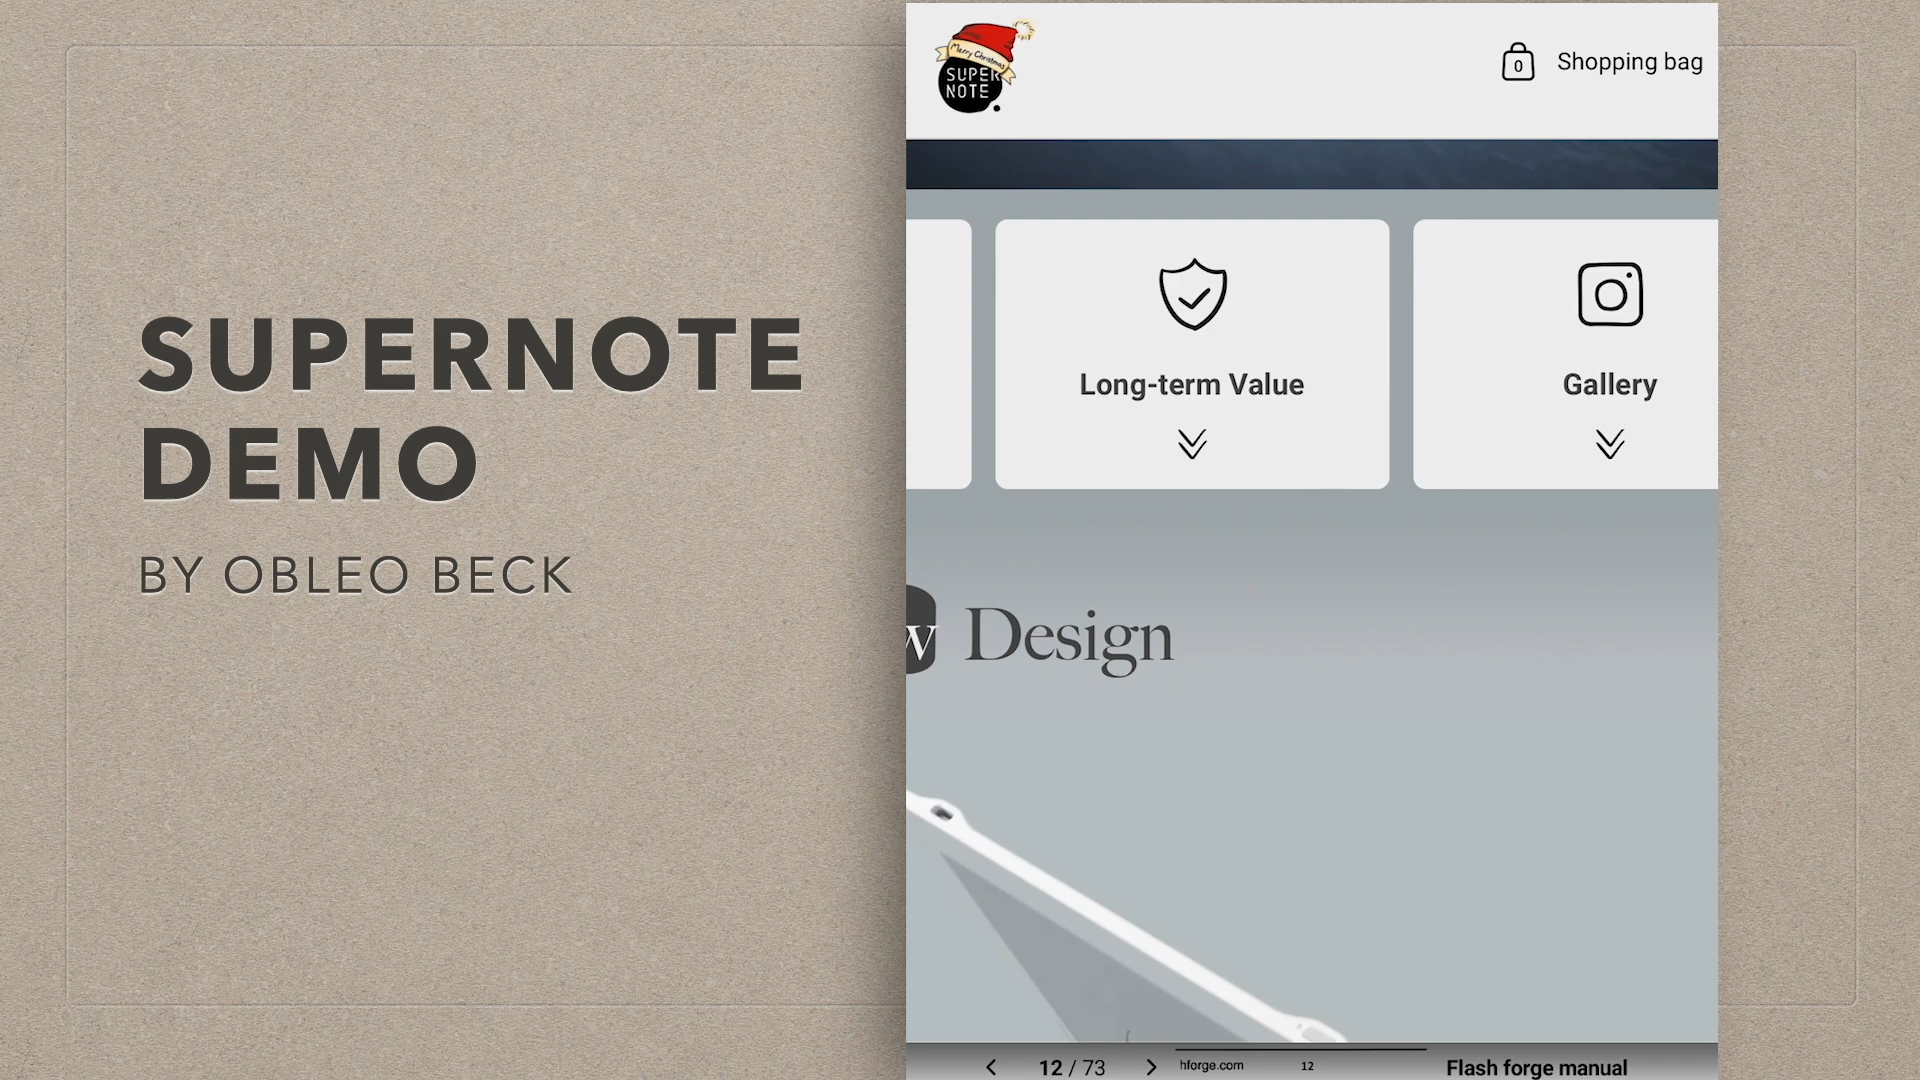 SUPERNOTE
DEMO
BY OBLEO BECK
Merry Christmas
SUPER
NOTE
0
Shopping bag
Long-term Value
Gallery
w Design
12 / 73
hforge.com
12
Flash forge manual